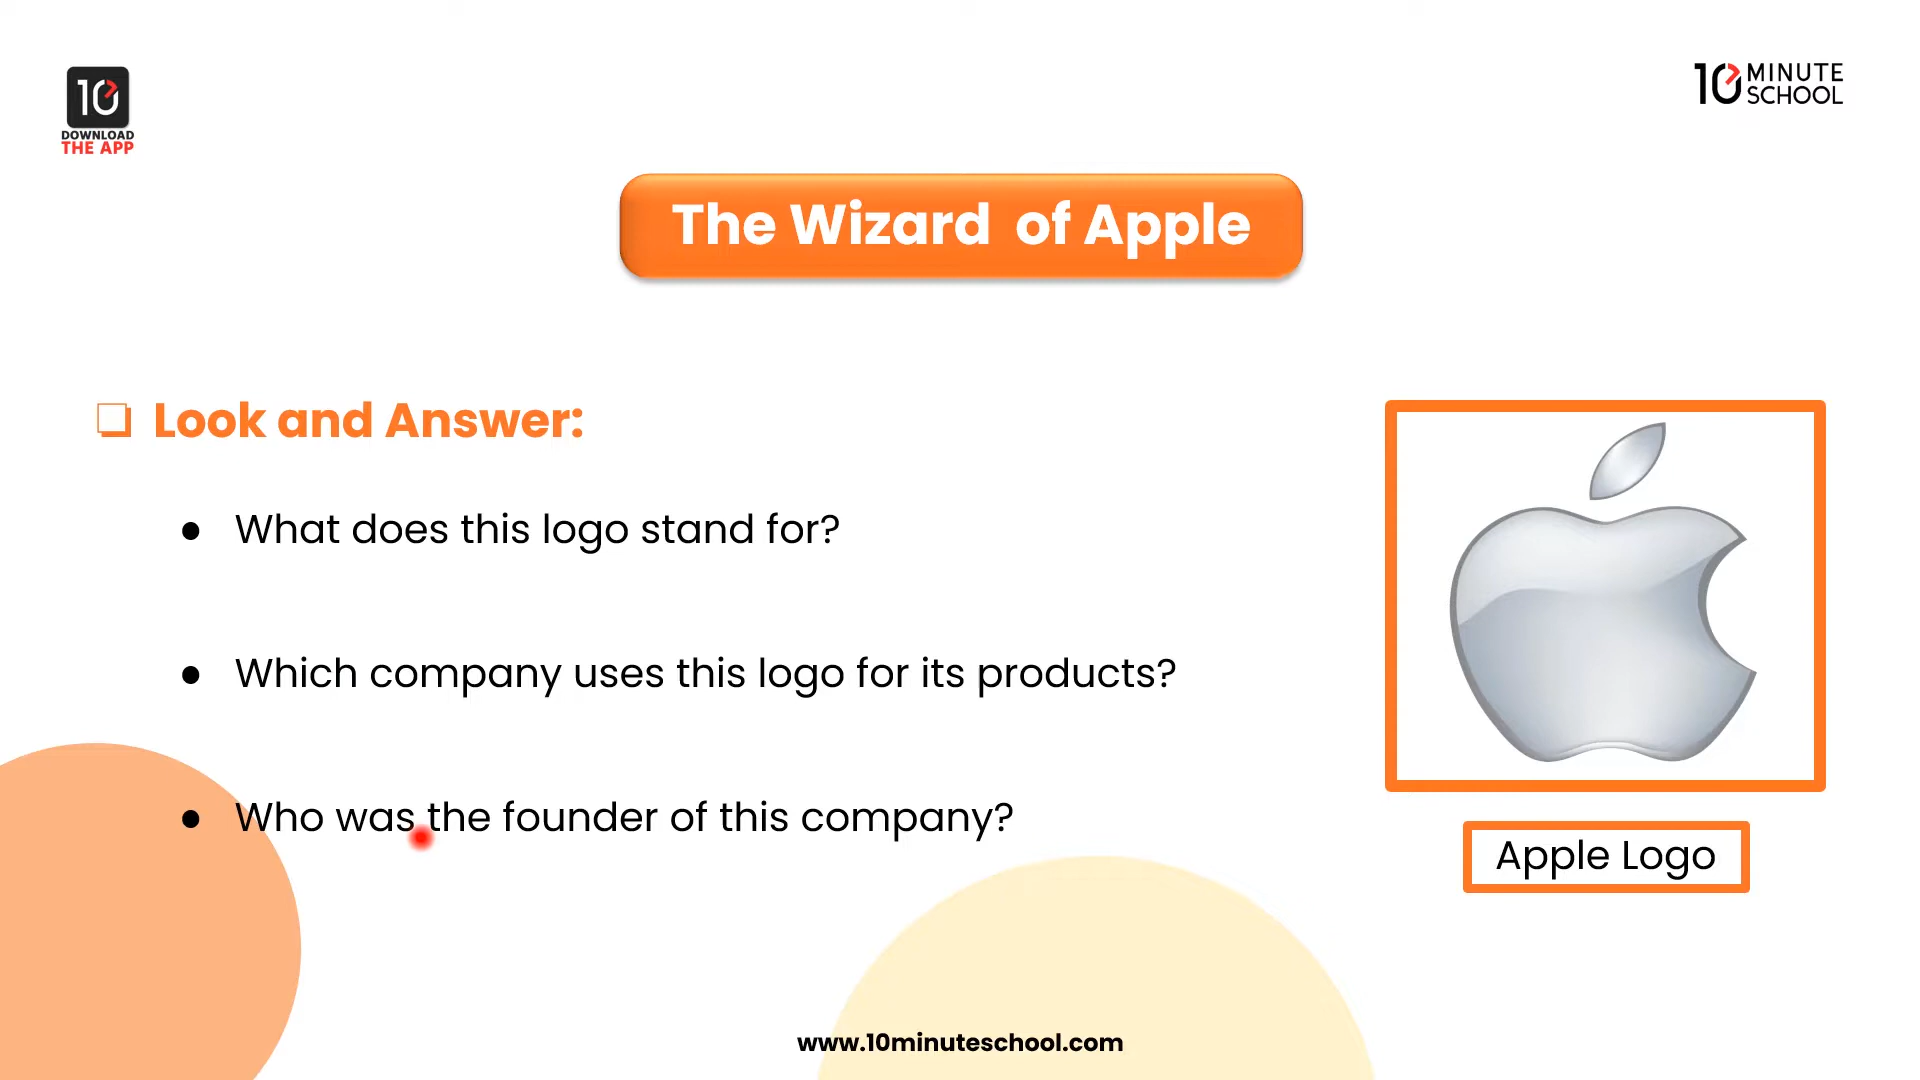 10
DOWNLOAD
THE APP
10 MINUTE
SCHOOL
The Wizard of Apple
Look and Answer:
What does this logo stand for?
Which company uses this logo for its products?
Who was the founder of this company?
Apple Logo
www.10minuteschool.com